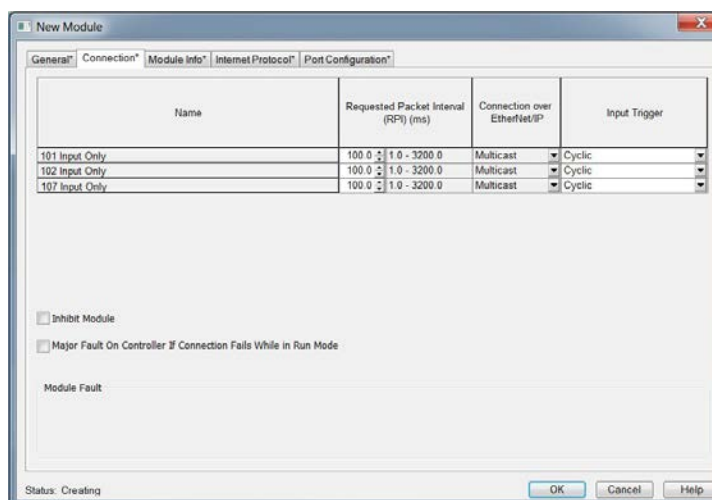 New Module
General* Connection* Module Info* Internet Protocol* Port Configuration*
Name Requested Packet Interval (RPI) (ms) Connection over EtherNet/IP Input Trigger
101 Input Only 100.0 1.0 - 3200.0 Multicast Cyclic
102 Input Only 100.0 1.0 - 3200.0 Multicast Cyclic
107 Input Only 100.0 1.0 - 3200.0 Multicast Cyclic
Inhibit Module
Major Fault On Controller If Connection Fails While in Run Mode
Module Fault
Status: Creating OK Cancel Help